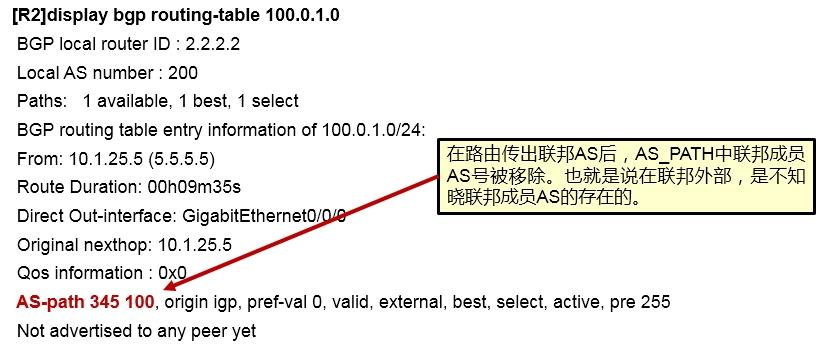 [R2]display bgp routing-table 100.0.1.0
BGP local router ID : 2.2.2.2
Local AS number : 200
Paths: 1 available, 1 best, 1 select
BGP routing table entry information of 100.0.1.0/24:
From: 10.1.25.5 (5.5.5.5)
Route Duration: 00h09m35s
Direct Out-interface: GigabitEthernet0/0/0
Original nexthop: 10.1.25.5
Qos information : 0x0
AS-path 345 100, origin igp, pref-val 0, valid, external, best, select, active, pre 255
Not advertised to any peer yet
在路由传出联邦AS后，AS_PATH中联邦成员
AS号被移除。也就是说在联邦外部，是不知
晓联邦成员AS的存在的。